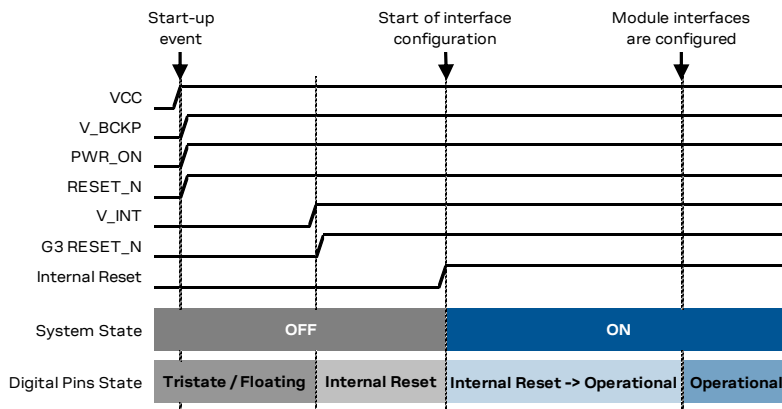 Start-up
event
Start of interface
configuration
Module interfaces
are configured
VCC
V_BCKP
PWR_ON
RESET_N
V_INT
G3 RESET_N
Internal Reset
System State
OFF
ON
Digital Pins State
Tristate / Floating
Internal Reset
Internal Reset -> Operational
Operational